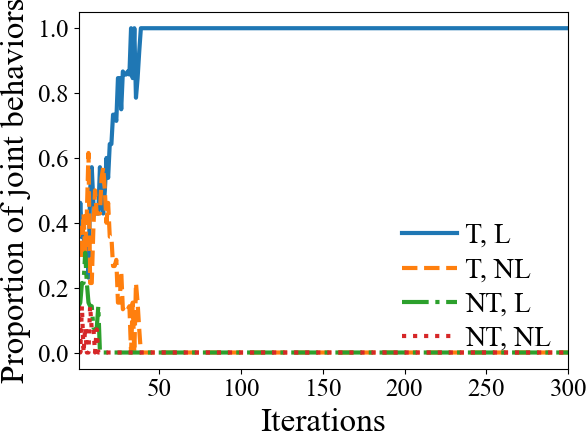 Proportion of joint behaviors
1.0
0.8
0.6
0.4
0.2
0.0
T, L
T, NL
NT, L
NT, NL
50 100 150 200 250 300
Iterations